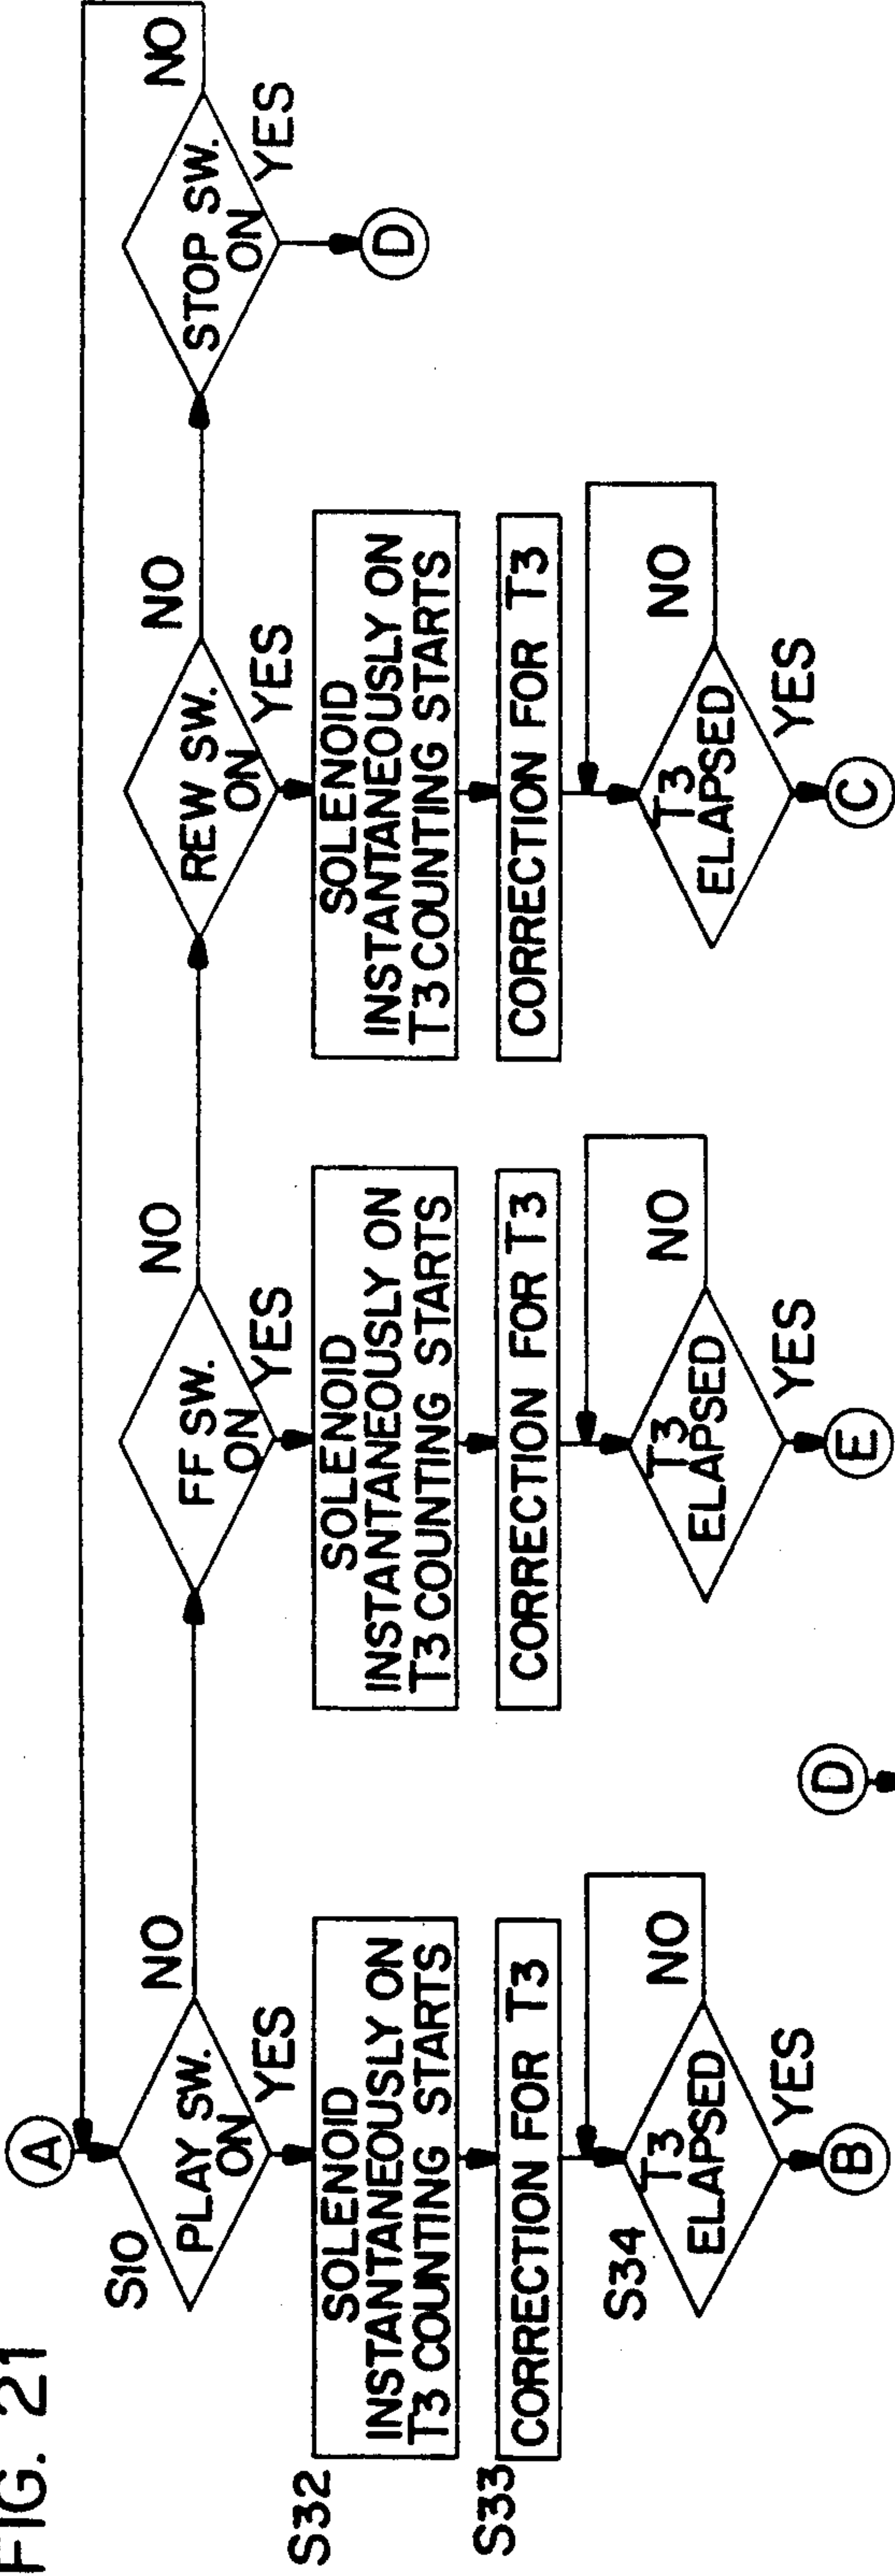 FIG. 21
A
S10
PLAY SW.
ON
NO
YES
FF SW.
ON
NO
YES
REW SW.
ON
NO
YES
STOP SW.
ON
NO
YES
D
S32
SOLENOID
INSTANTANEOUSLY ON
T3 COUNTING STARTS
SOLENOID
INSTANTANEOUSLY ON
T3 COUNTING STARTS
SOLENOID
INSTANTANEOUSLY ON
T3 COUNTING STARTS
S33
CORRECTION FOR T3
CORRECTION FOR T3
CORRECTION FOR T3
S34
T3
ELAPSED
NO
YES
T3
ELAPSED
NO
YES
T3
ELAPSED
NO
YES
B
D
E
C